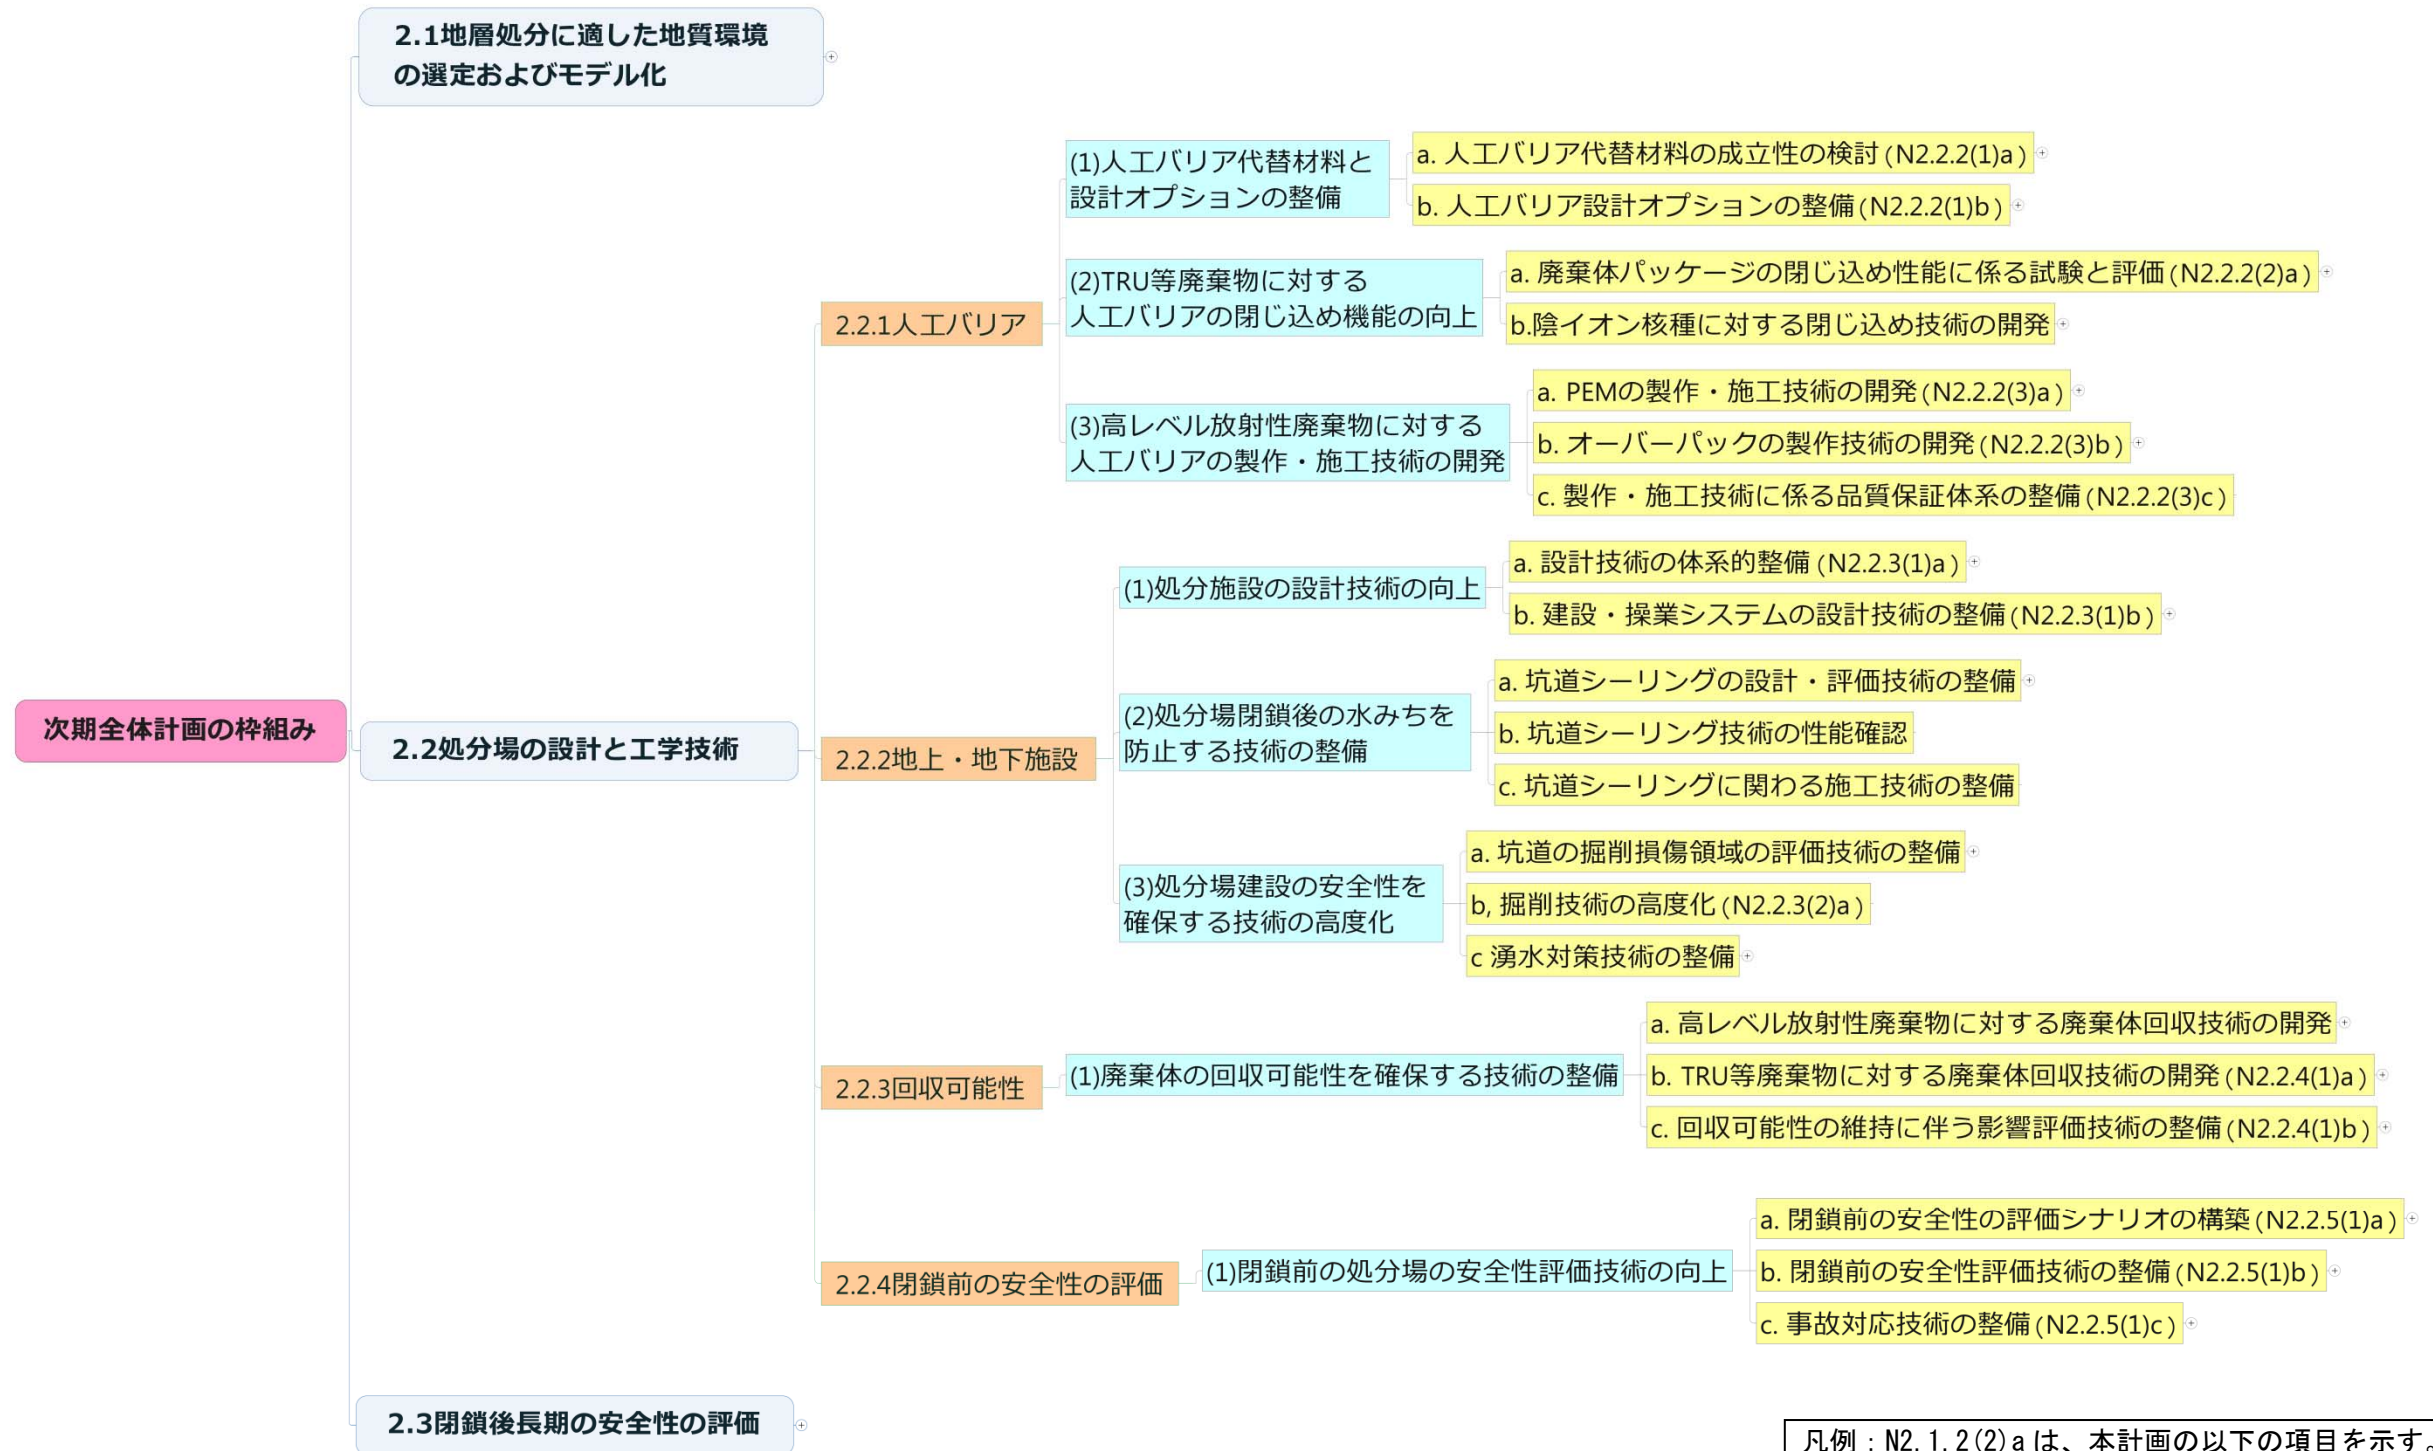 2.1地層処分に適した地質環境
の選定およびモデル化
次期全体計画の枠組み
2.2処分場の設計と工学技術
2.2.1人工バリア
(1)人工バリア代替材料と
設計オプションの整備
a. 人工バリア代替材料の成立性の検討(N2.2.2(1)a)
b. 人工バリア設計オプションの整備(N2.2.2(1)b)
(2)TRU等廃棄物に対する
人工バリアの閉じ込め機能の向上
a. 廃棄体パッケージの閉じ込め性能に係る試験と評価(N2.2.2(2)a)
b.陰イオン核種に対する閉じ込め技術の開発
(3)高レベル放射性廃棄物に対する
人工バリアの製作・施工技術の開発
a. PEMの製作・施工技術の開発(N2.2.2(3)a)
b. オーバーパックの製作技術の開発(N2.2.2(3)b)
c. 製作・施工技術に係る品質保証体系の整備(N2.2.2(3)c)
2.2.2地上・地下施設
(1)処分施設の設計技術の向上
a. 設計技術の体系的整備(N2.2.3(1)a)
b. 建設・操業システムの設計技術の整備(N2.2.3(1)b)
(2)処分場閉鎖後の水みちを
防止する技術の整備
a. 坑道シーリングの設計・評価技術の整備
b. 坑道シーリング技術の性能確認
c. 坑道シーリングに関わる施工技術の整備
(3)処分場建設の安全性を
確保する技術の高度化
a. 坑道の掘削損傷領域の評価技術の整備
b, 掘削技術の高度化(N2.2.3(2)a)
c 湧水対策技術の整備
2.2.3回収可能性
(1)廃棄体の回収可能性を確保する技術の整備
a. 高レベル放射性廃棄物に対する廃棄体回収技術の開発
b. TRU等廃棄物に対する廃棄体回収技術の開発(N2.2.4(1)a)
c. 回収可能性の維持に伴う影響評価技術の整備(N2.2.4(1)b)
2.2.4閉鎖前の安全性の評価
(1)閉鎖前の処分場の安全性評価技術の向上
a. 閉鎖前の安全性の評価シナリオの構築(N2.2.5(1)a)
b. 閉鎖前の安全性評価技術の整備(N2.2.5(1)b)
c. 事故対応技術の整備(N2.2.5(1)c)
2.3閉鎖後長期の安全性の評価
凡例：N2.1.2(2)aは、本計画の以下の項目を示す。